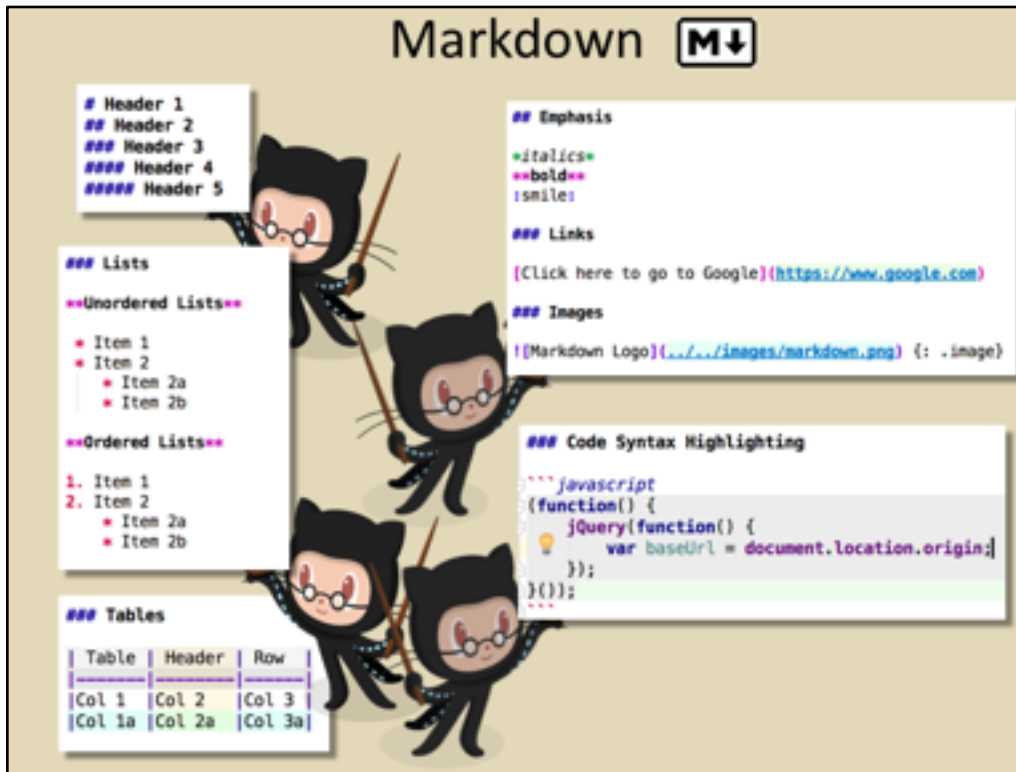 Markdown M↓
# Header 1
## Header 2
### Header 3
#### Header 4
##### Header 5
### Lists
**Unordered Lists**
* Item 1
* Item 2
* Item 2a
* Item 2b
**Ordered Lists**
1. Item 1
2. Item 2
* Item 2a
* Item 2b
### Tables
| Table | Header | Row |
|-------|--------|------|
|Col 1 |Col 2 |Col 3 |
|Col 1a |Col 2a |Col 3a|
## Emphasis
*italics*
**bold**
:smile:
### Links
[Click here to go to Google](https://www.google.com)
### Images
![Markdown Logo](../../images/markdown.png) {: .image}
### Code Syntax Highlighting
```javascript
(function() {
jQuery(function() {
var baseUrl = document.location.origin;
});
}());
```